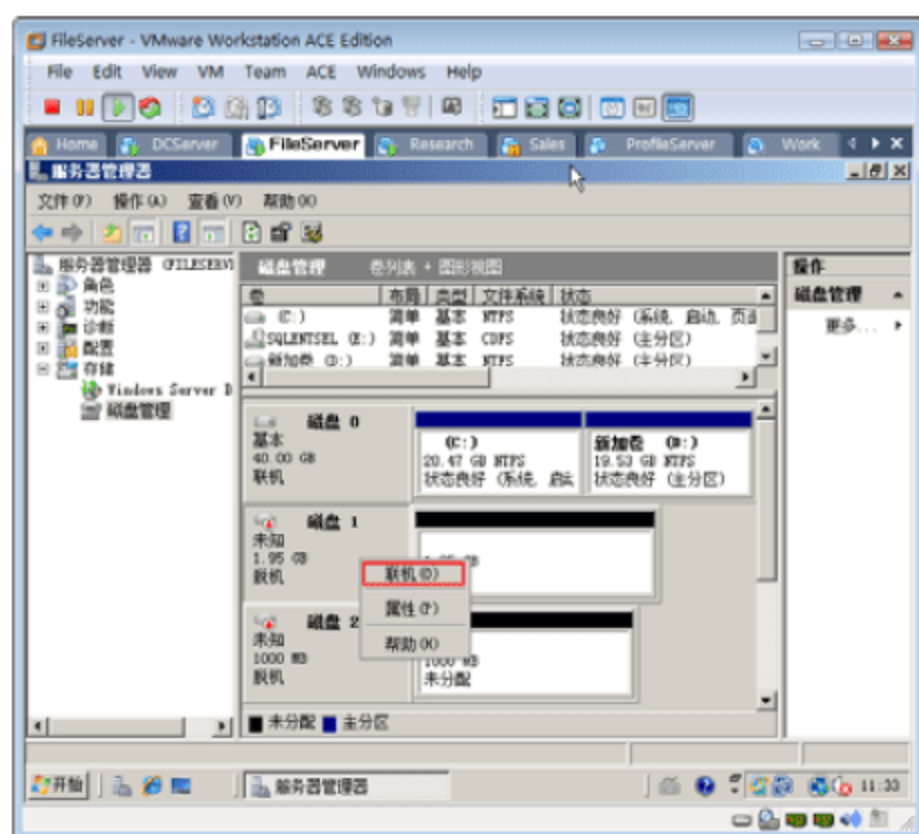 FileServer - VMware Workstation ACE Edition
File Edit View VM Team ACE Windows Help
Home DCServer FileServer Research Sales ProfileServer Work
服务器管理器
文件(F) 操作(A) 查看(V) 帮助(H)
服务器管理器 (FILESERV
角色
功能
诊断
配置
存储
Windows Server B
磁盘管理
磁盘管理 卷列表 + 图形视图
卷 布局 类型 文件系统 状态
(C:) 简单 基本 NTFS 状态良好 (系统, 启动, 页面
SQLENTSEL (E:) 简单 基本 CDFS 状态良好 (主分区)
新加卷 (D:) 简单 基本 NTFS 状态良好 (主分区)
磁盘 0
基本
40.00 GB
联机
(C:)
20.47 GB NTFS
状态良好 (系统, 启动
新加卷 (D:)
19.53 GB NTFS
状态良好 (主分区)
磁盘 1
未知
1.95 GB
脱机
1.95 GB
联机(O)
属性(P)
帮助(H)
磁盘 2
未知
1000 MB
脱机
1000 MB
未分配
未分配 主分区
操作
磁盘管理
更多...
开始 服务器管理器 11:33